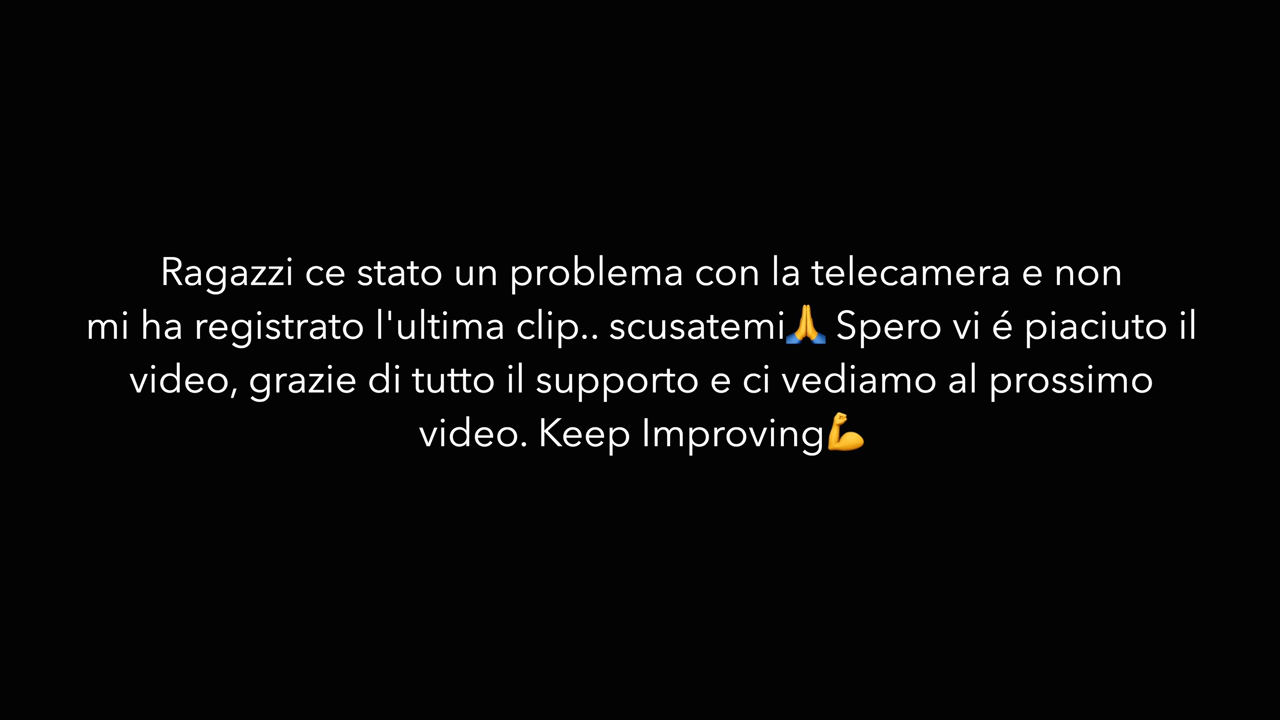 Ragazzi ce stato un problema con la telecamera e non
mi ha registrato l'ultima clip.. scusatemi🙏 Spero vi é piaciuto il
video, grazie di tutto il supporto e ci vediamo al prossimo
video. Keep Improving💪